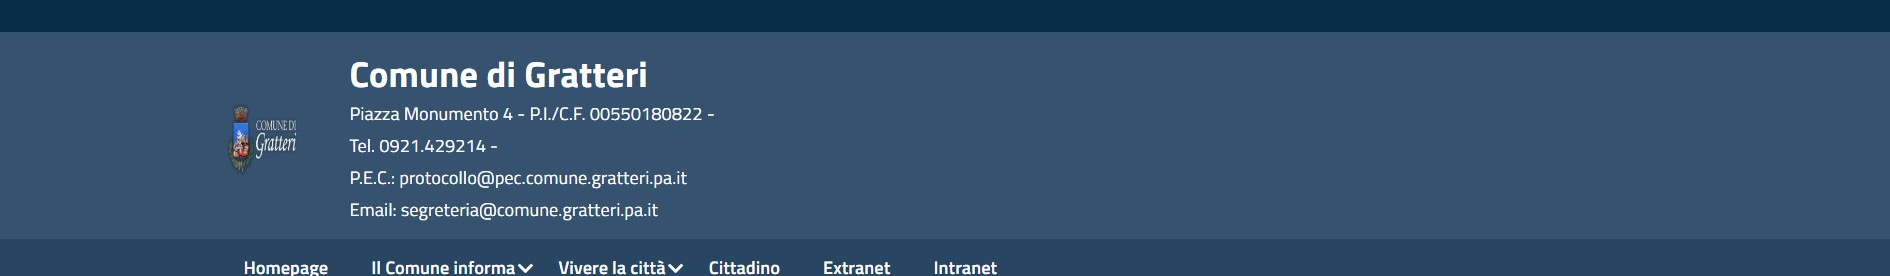 Comune di Gratteri
Piazza Monumento 4 - P.I./C.F. 00550180822 -
Tel. 0921.429214 -
P.E.C.: protocollo@pec.comune.gratteri.pa.it
Email: segreteria@comune.gratteri.pa.it
COMUNE DI
Gratteri
Homepage Il Comune informa Vivere la città Cittadino Extranet Intranet